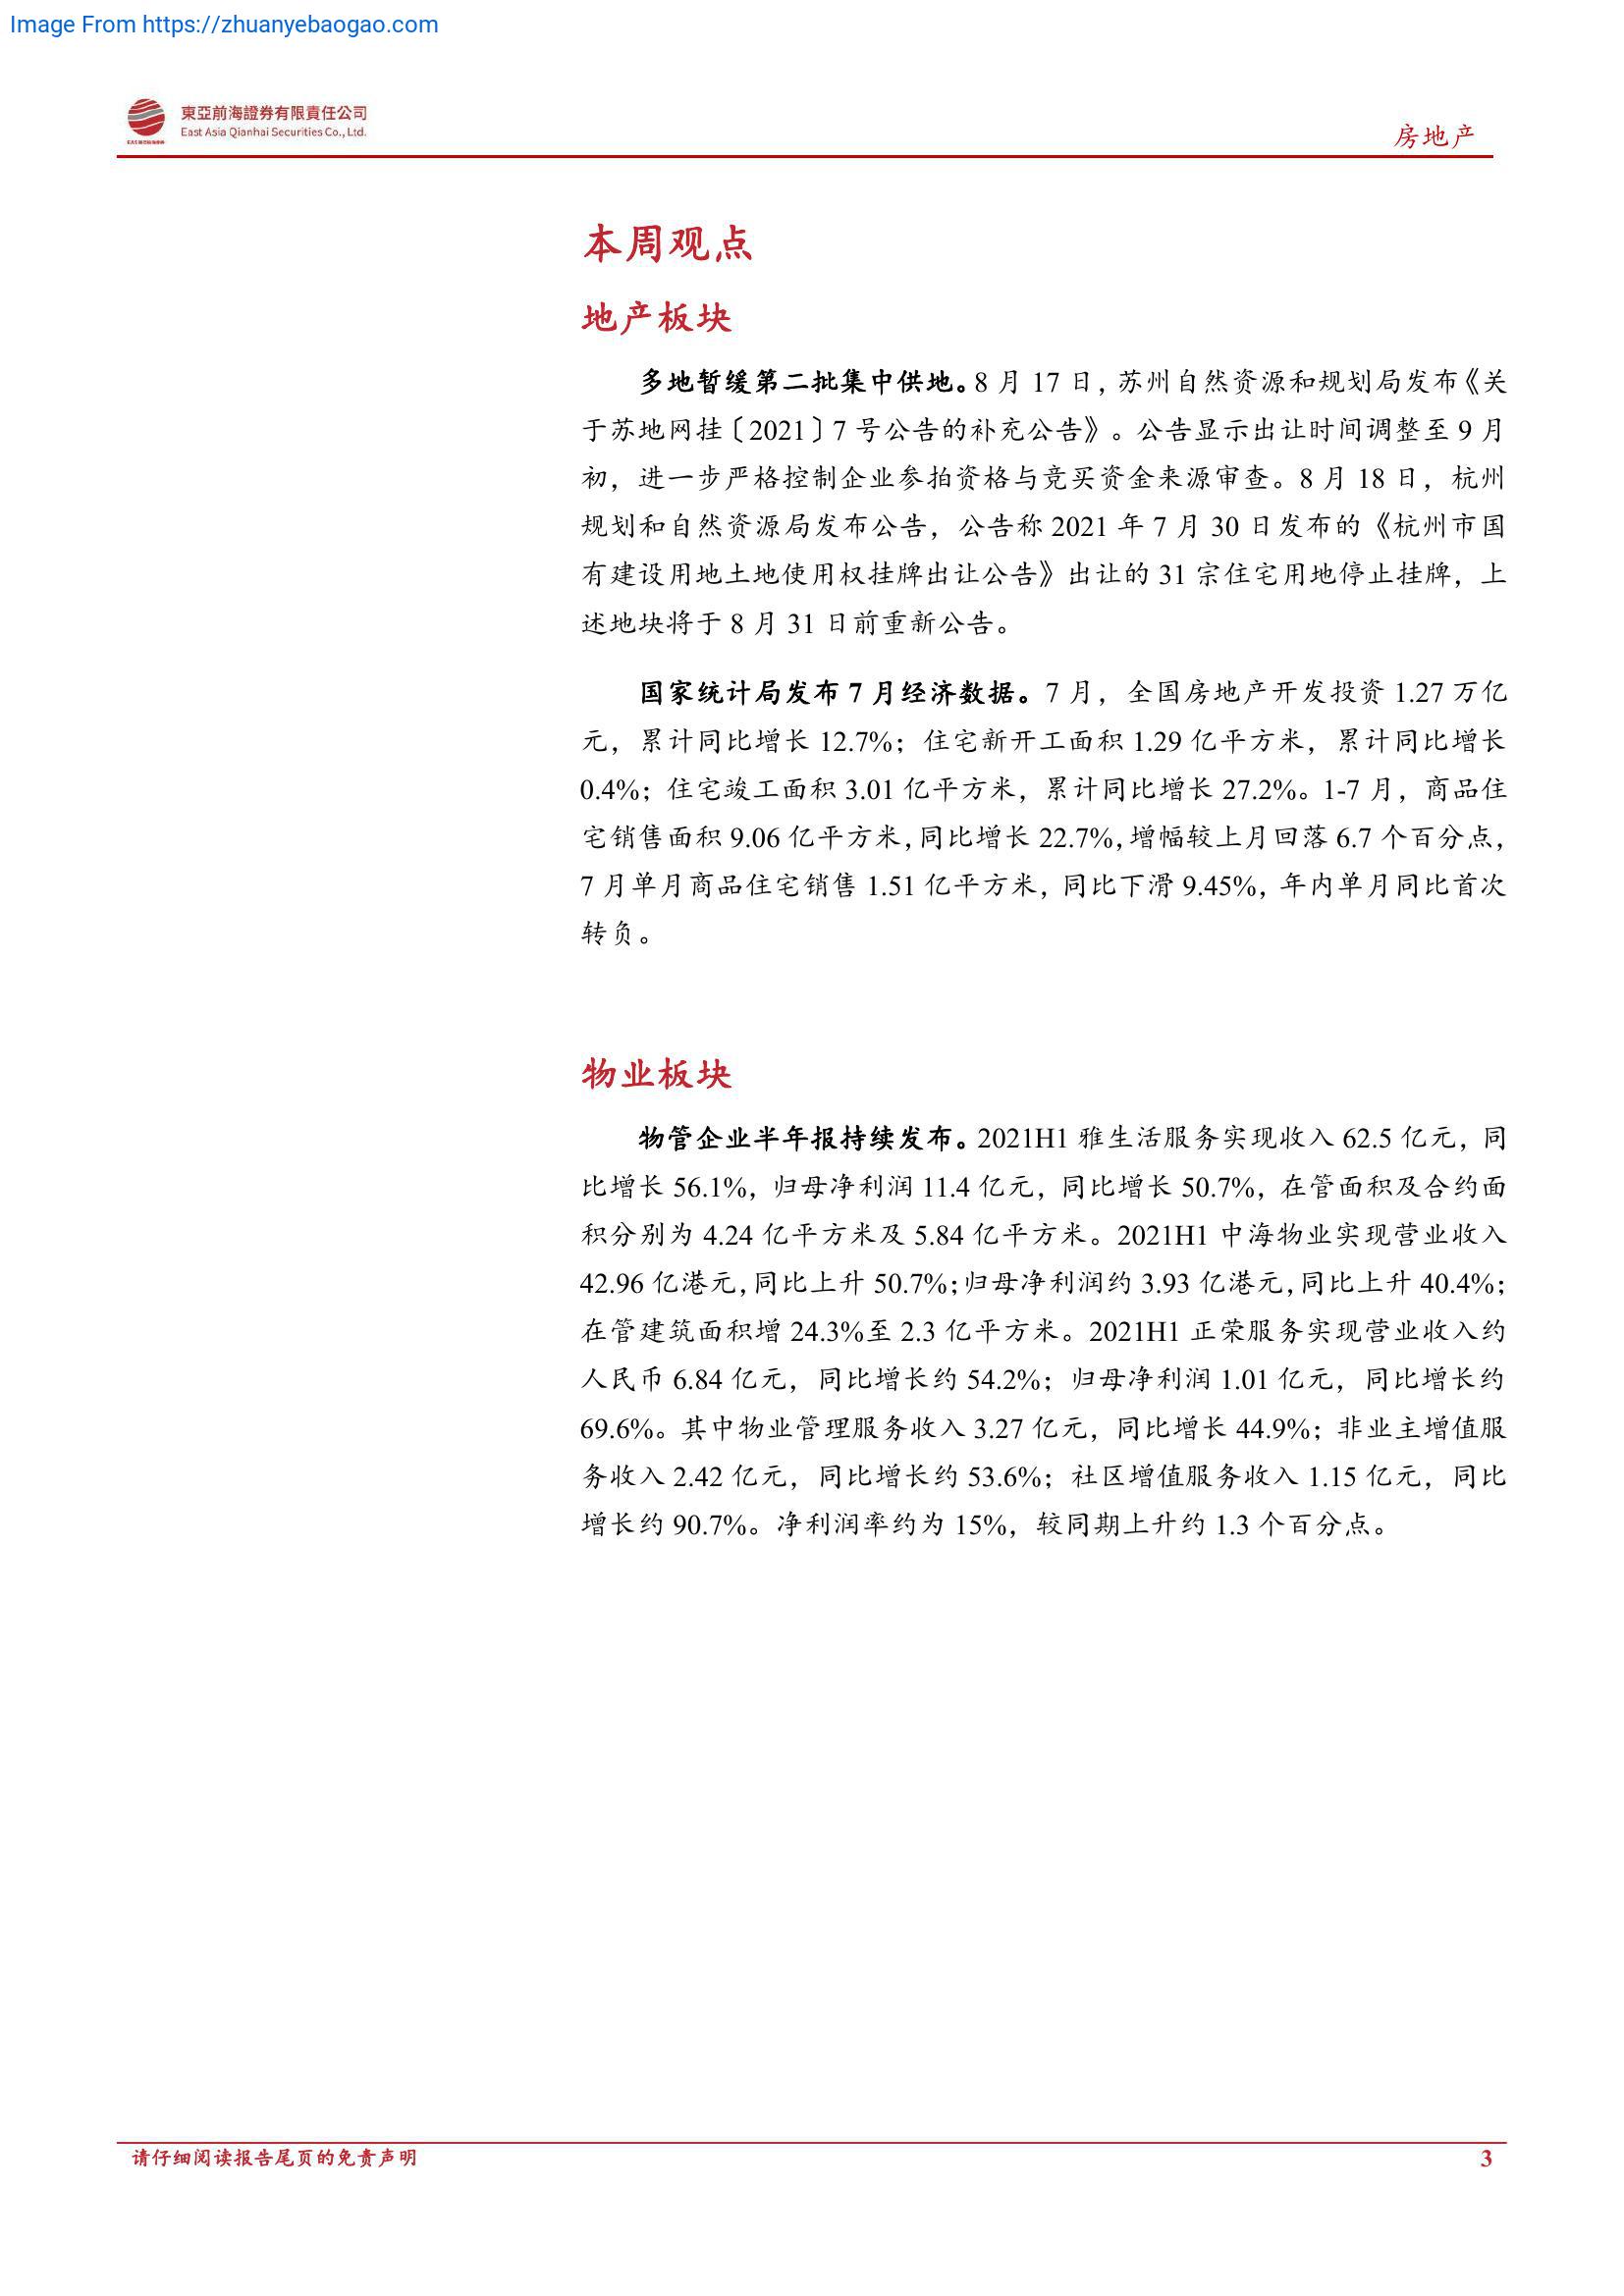 Image From https://zhuanyebaogao.com
東亞前海證券有限責任公司
East Asia Qianhai Securities Co., Ltd.
房地产
本周观点
地产板块
多地暂缓第二批集中供地。8 月 17 日，苏州自然资源和规划局发布《关
于苏地网挂〔2021〕7 号公告的补充公告》。公告显示出让时间调整至 9 月
初，进一步严格控制企业参拍资格与竞买资金来源审查。8 月 18 日，杭州
规划和自然资源局发布公告，公告称 2021 年 7 月 30 日发布的《杭州市国
有建设用地土地使用权挂牌出让公告》出让的 31 宗住宅用地停止挂牌，上
述地块将于 8 月 31 日前重新公告。
国家统计局发布 7 月经济数据。7 月，全国房地产开发投资 1.27 万亿
元，累计同比增长 12.7%；住宅新开工面积 1.29 亿平方米，累计同比增长
0.4%；住宅竣工面积 3.01 亿平方米，累计同比增长 27.2%。1-7 月，商品住
宅销售面积 9.06 亿平方米，同比增长 22.7%，增幅较上月回落 6.7 个百分点，
7 月单月商品住宅销售 1.51 亿平方米，同比下滑 9.45%，年内单月同比首次
转负。
物业板块
物管企业半年报持续发布。2021H1 雅生活服务实现收入 62.5 亿元，同
比增长 56.1%，归母净利润 11.4 亿元，同比增长 50.7%，在管面积及合约面
积分别为 4.24 亿平方米及 5.84 亿平方米。2021H1 中海物业实现营业收入
42.96 亿港元，同比上升 50.7%；归母净利润约 3.93 亿港元，同比上升 40.4%；
在管建筑面积增 24.3%至 2.3 亿平方米。2021H1 正荣服务实现营业收入约
人民币 6.84 亿元，同比增长约 54.2%；归母净利润 1.01 亿元，同比增长约
69.6%。其中物业管理服务收入 3.27 亿元，同比增长 44.9%；非业主增值服
务收入 2.42 亿元，同比增长约 53.6%；社区增值服务收入 1.15 亿元，同比
增长约 90.7%。净利润率约为 15%，较同期上升约 1.3 个百分点。
请仔细阅读报告尾页的免责声明
3